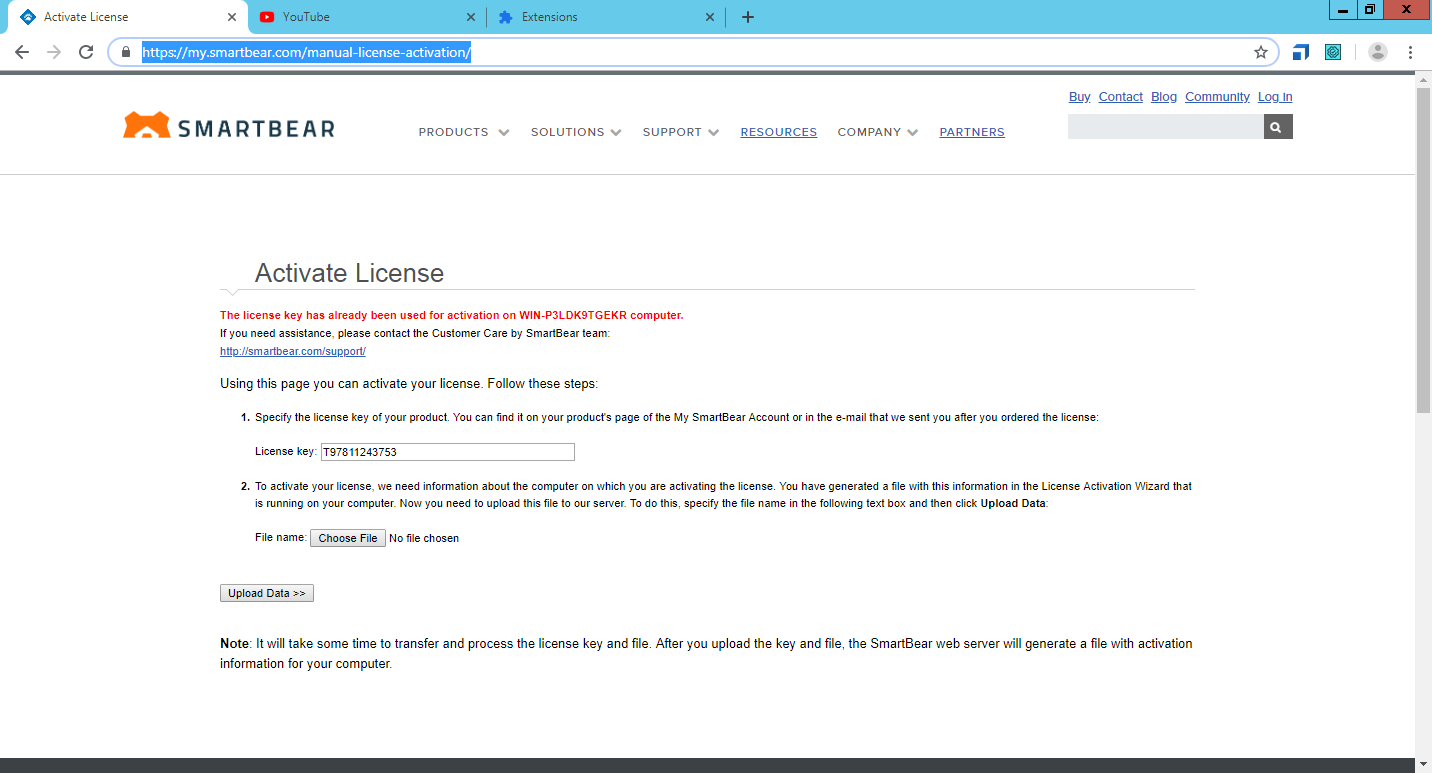 Activate License
YouTube
Extensions
https://my.smartbear.com/manual-license-activation/
Buy Contact Blog Community Log In
SMARTBEAR
PRODUCTS SOLUTIONS SUPPORT RESOURCES COMPANY PARTNERS
Activate License
The license key has already been used for activation on WIN-P3LDK9TGEKR computer.
If you need assistance, please contact the Customer Care by SmartBear team:
http://smartbear.com/support/
Using this page you can activate your license. Follow these steps:
1. Specify the license key of your product. You can find it on your product's page of the My SmartBear Account or in the e-mail that we sent you after you ordered the license:
License key: T97811243753
2. To activate your license, we need information about the computer on which you are activating the license. You have generated a file with this information in the License Activation Wizard that
is running on your computer. Now you need to upload this file to our server. To do this, specify the file name in the following text box and then click Upload Data:
File name: Choose File No file chosen
Upload Data >>
Note: It will take some time to transfer and process the license key and file. After you upload the key and file, the SmartBear web server will generate a file with activation
information for your computer.